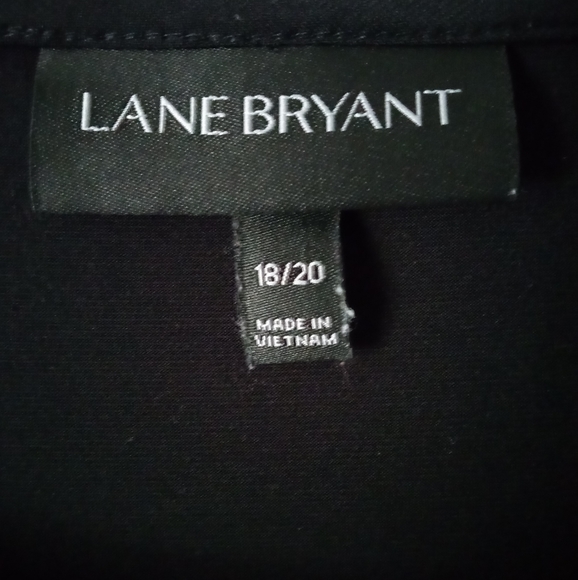 LANE BRYANT
18/20
MADE IN
VIETNAM